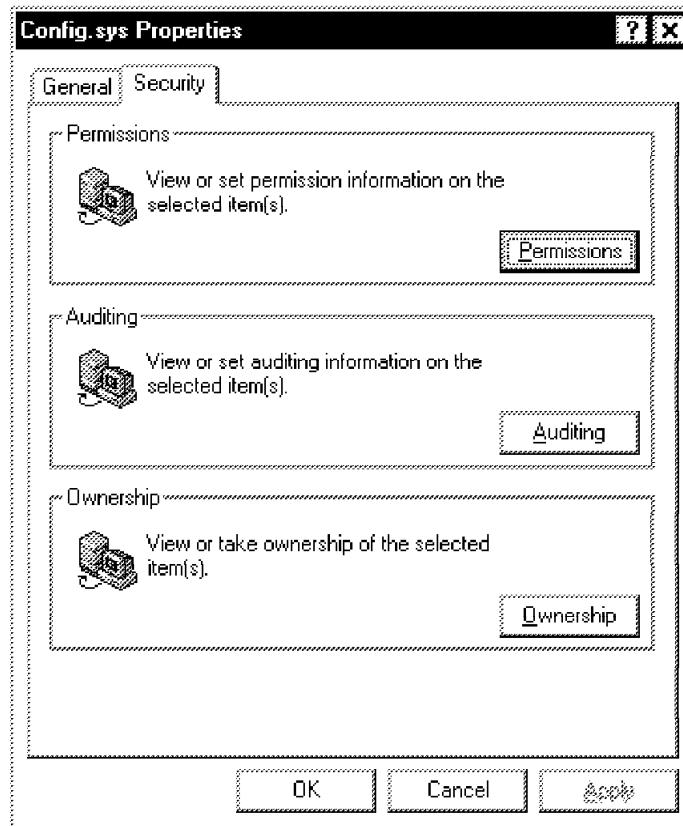 Config.sys Properties
? X
General Security
Permissions
View or set permission information on the
selected item(s).
Permissions
Auditing
View or set auditing information on the
selected item(s).
Auditing
Ownership
View or take ownership of the selected
item(s).
Ownership
OK Cancel Apply